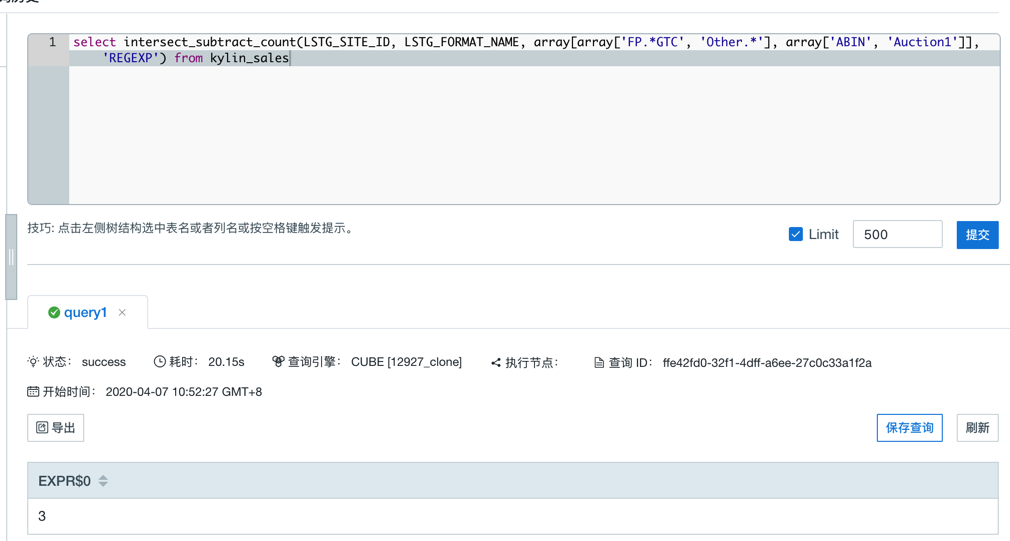 1 select intersect_subtract_count(LSTG_SITE_ID, LSTG_FORMAT_NAME, array[array['FP.*GTC', 'Other.*'], array['ABIN', 'Auction1']],
'REGEXP') from kylin_sales
技巧: 点击左侧树结构选中表名或者列名或按空格键触发提示。
Limit 500 提交
query1 ×
状态: success 耗时: 20.15s 查询引擎: CUBE [12927_clone] 执行节点: 查询 ID: ffe42fd0-32f1-4dff-a6ee-27c0c33a1f2a
开始时间: 2020-04-07 10:52:27 GMT+8
导出 保存查询 刷新
EXPR$0
3